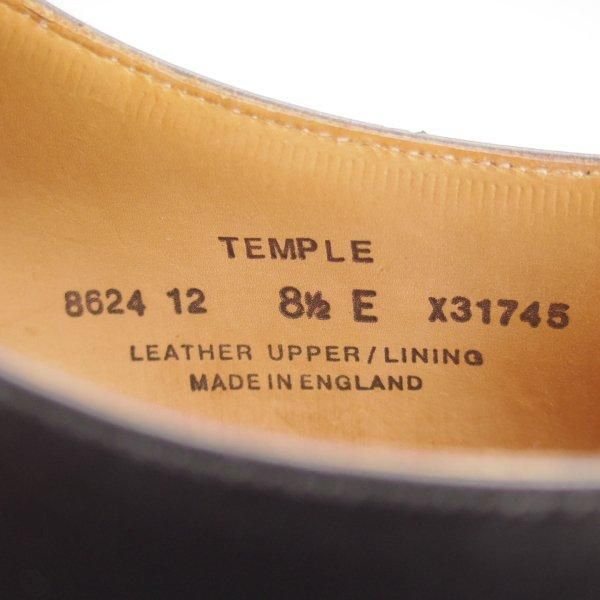 TEMPLE
8624 12 8½ E X31745
LEATHER UPPER/LINING
MADE IN ENGLAND